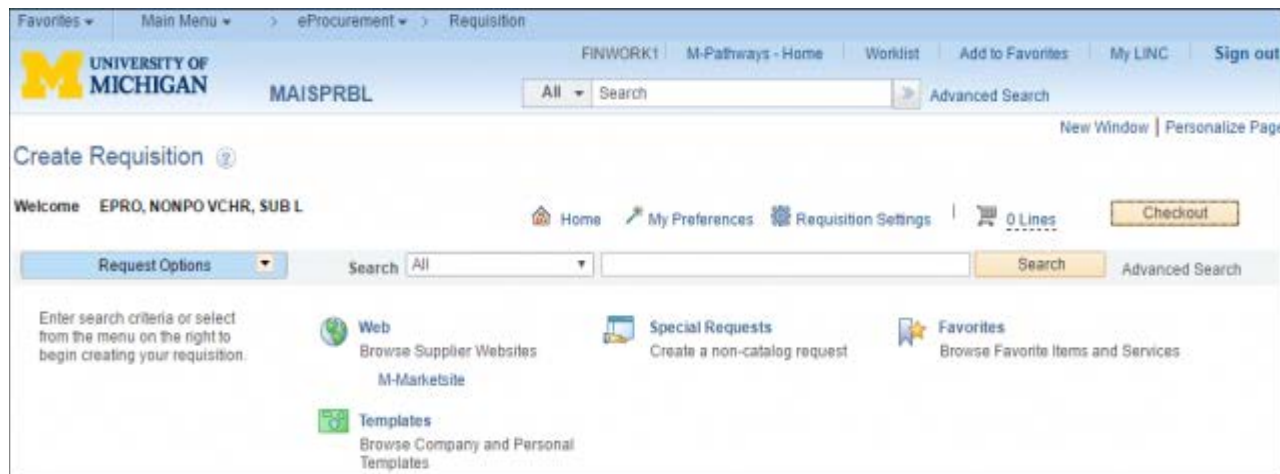 Favorites Main Menu > eProcurement > Requisition
UNIVERSITY OF
MICHIGAN
FINWORK1 M-Pathways - Home Worklist Add to Favorites My LINC Sign out
MAISPRBL All Search » Advanced Search
New Window | Personalize Page
Create Requisition ?
Welcome EPRO, NONPO VCHR, SUB L
Home My Preferences Requisition Settings | 0 Lines Checkout
Request Options Search All Search Advanced Search
Enter search criteria or select
from the menu on the right to
begin creating your requisition.
Web
Browse Supplier Websites
M-Marketsite
Special Requests
Create a non-catalog request
Favorites
Browse Favorite Items and Services
Templates
Browse Company and Personal
Templates